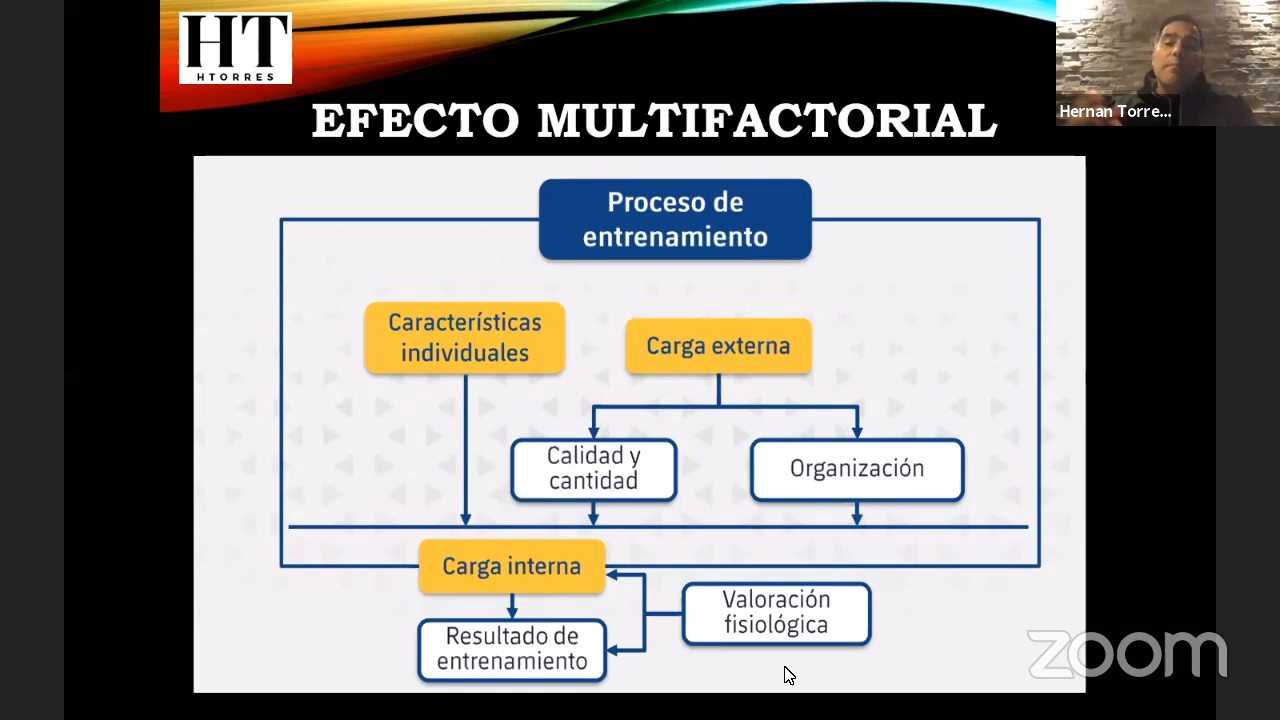 HT
HTORRES
Hernan Torre...
EFECTO MULTIFACTORIAL
Proceso de
entrenamiento
Características
individuales
Carga externa
Calidad y
cantidad
Organización
Carga interna
Valoración
fisiológica
Resultado de
entrenamiento
zoom